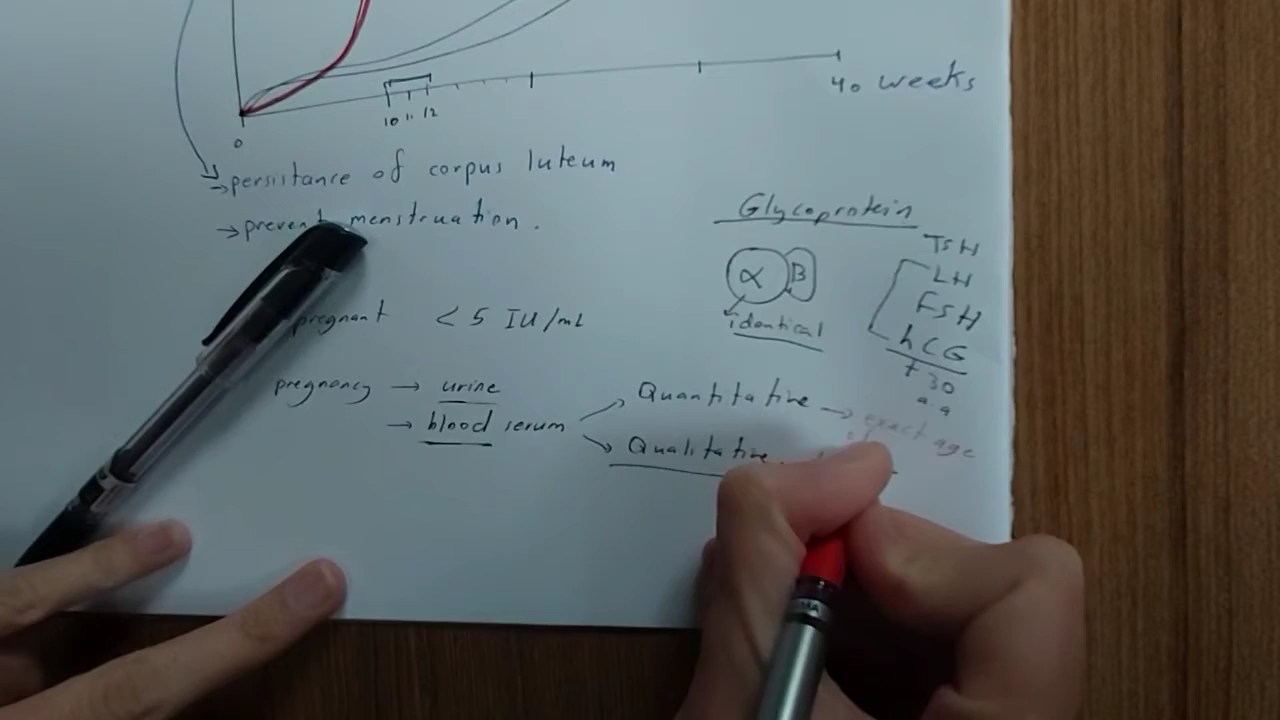 40 weeks
10 11 12
0
→ persistance of corpus luteum
→ prevent menstruation.
Glycoprotein
TSH
LH
FSH
hCG
+ 30
a.a
α B
identical
pregnant < 5 IU/mL
pregnancy → urine
→ blood serum
Quantitative → exact age
Qualitative